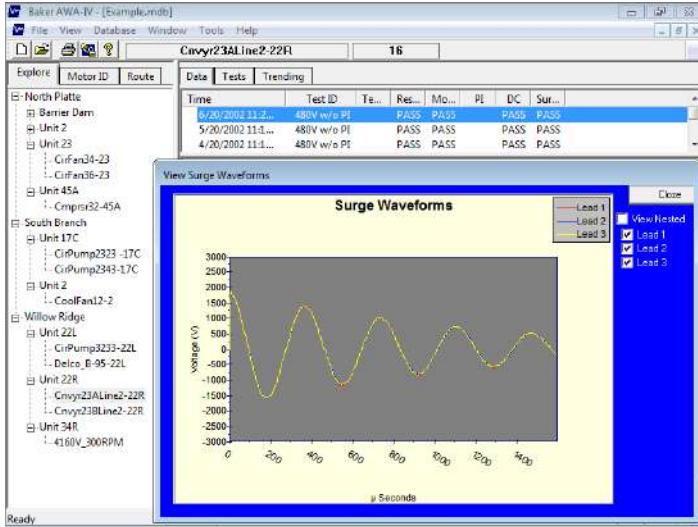 Baker AWA-IV - [Example.mdb]
File View Database Window Tools Help
Cnvyr23ALine2-22R 16
Explore Motor ID Route
Data Tests Trending
North Platte
Barrier Dam
Unit 2
Unit 23
CirFan34-23
CirFan36-23
Unit 45A
Cmprsr32-45A
South Branch
Unit 17C
CirPump2323 -17C
CirPump2343-17C
Unit 2
CoolFan12-2
Willow Ridge
Unit 22L
CirPump3233-22L
Delco_B-95-22L
Unit 22R
Cnvyr23ALine2-22R
Cnvyr23BLine2-22R
Unit 34R
4160V_300RPM
Time Test ID Te... Res... Mo... PI DC Sur...
6/20/2002 11:2... 480V w/o PI PASS PASS PASS PASS
5/20/2002 11:1... 480V w/o PI PASS PASS PASS PASS
4/20/2002 11:1... 480V w/o PI PASS PASS PASS PASS
View Surge Waveforms
Close
Surge Waveforms
Lead 1
Lead 2
Lead 3
View Nested
Lead 1
Lead 2
Lead 3
Voltage (V)
3000
2500
2000
1500
1000
500
0
-500
-1000
-1500
-2000
-2500
-3000
0 200 400 600 800 1000 1200 1400
µ Seconds
Ready